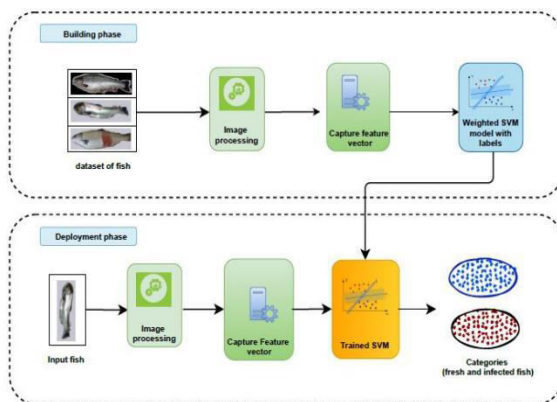 Building phase
dataset of fish
Image
processing
Capture feature
vector
Weighted SVM
model with
labels
Deployment phase
Input fish
Image
processing
Capture Feature
vector
Trained SVM
Categories
(fresh and infected fish)